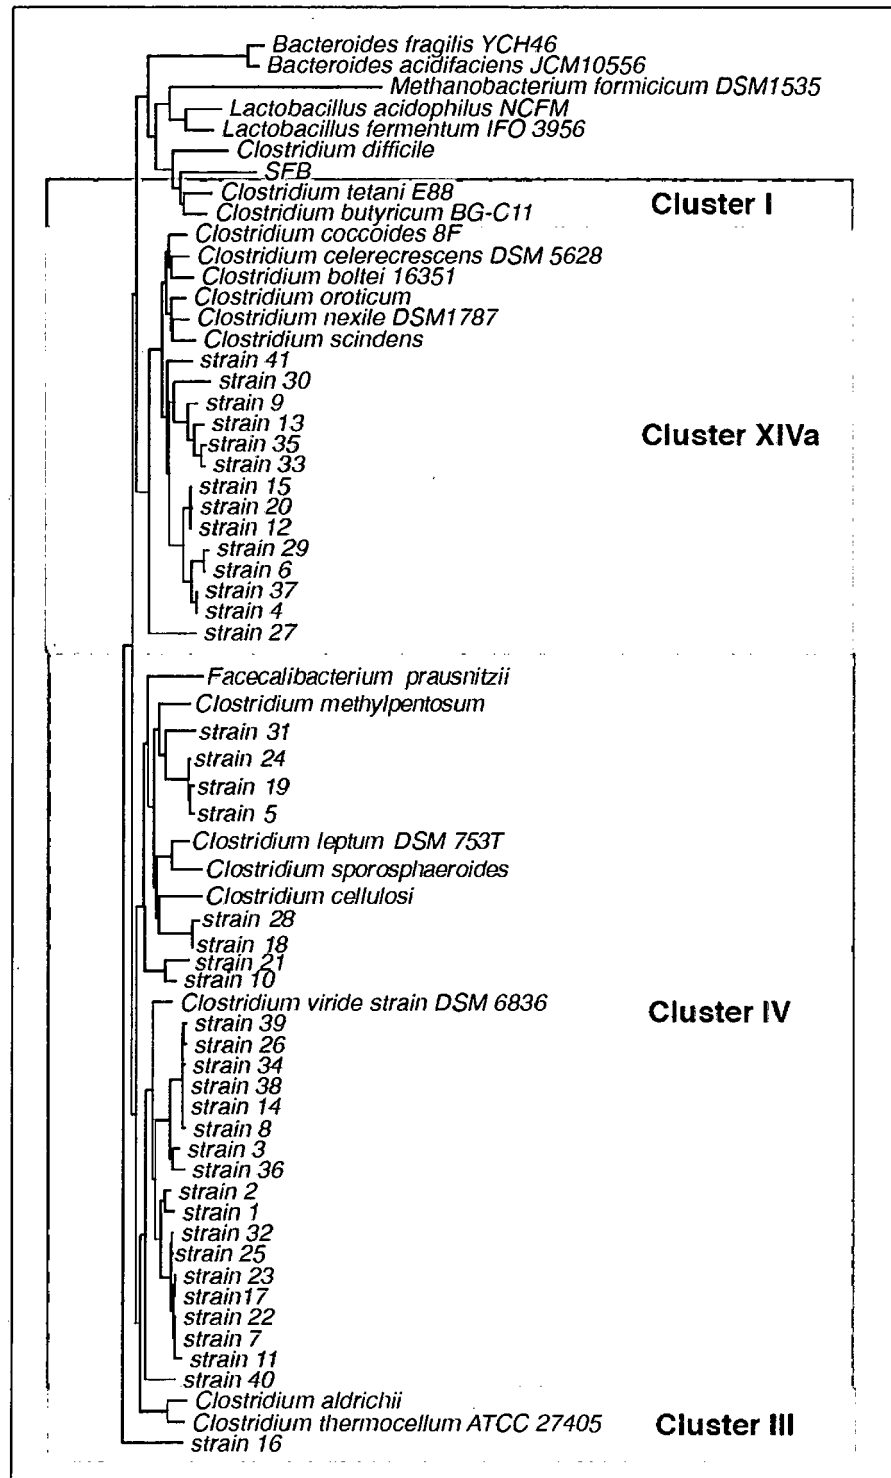 Bacteroides fragilis YCH46
Bacteroides acidifaciens JCM10556
Methanobacterium formicicum DSM1535
Lactobacillus acidophilus NCFM
Lactobacillus fermentum IFO 3956
Clostridium difficile
SFB
Clostridium tetani E88
Cluster I
Clostridium butyricum BG-C11
Clostridium coccoides 8F
Clostridium celerecrescens DSM 5628
Clostridium boltei 16351
Clostridium oroticum
Clostridium nexile DSM1787
Clostridium scindens
strain 41
strain 30
strain 9
strain 13
Cluster XIVa
strain 35
strain 33
strain 15
strain 20
strain 12
strain 29
strain 6
strain 37
strain 4
strain 27
Facecalibacterium prausnitzii
Clostridium methylpentosum
strain 31
strain 24
strain 19
strain 5
Clostridium leptum DSM 753T
Clostridium sporosphaeroides
Clostridium cellulosi
strain 28
strain 18
strain 21
strain 10
Clostridium viride strain DSM 6836
Cluster IV
strain 39
strain 26
strain 34
strain 38
strain 14
strain 8
strain 3
strain 36
strain 2
strain 1
strain 32
strain 25
strain 23
strain17
strain 22
strain 7
strain 11
strain 40
Clostridium aldrichii
Clostridium thermocellum ATCC 27405
Cluster III
strain 16